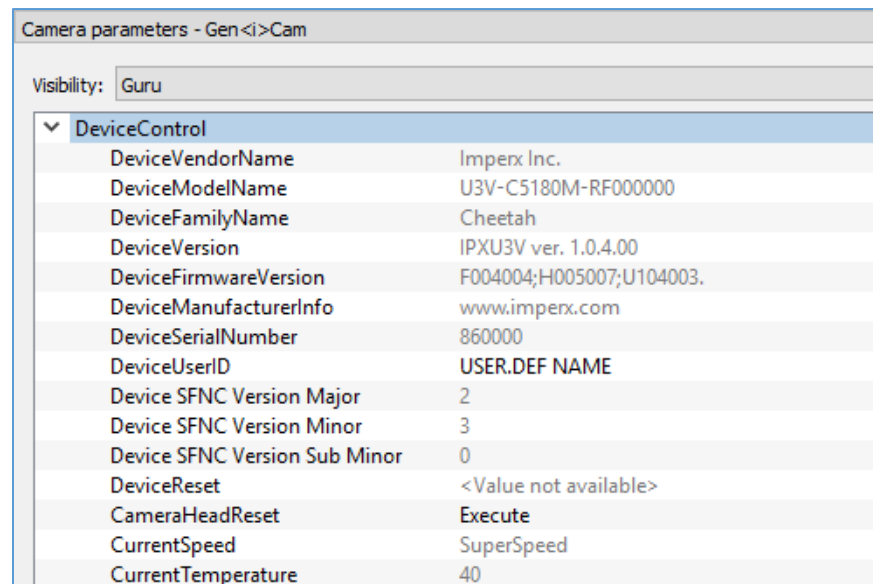 Camera parameters - Gen<i>Cam
Visibility: Guru
DeviceControl
DeviceVendorName Imperx Inc.
DeviceModelName U3V-C5180M-RF000000
DeviceFamilyName Cheetah
DeviceVersion IPXU3V ver. 1.0.4.00
DeviceFirmwareVersion F004004;H005007;U104003.
DeviceManufacturerInfo www.imperx.com
DeviceSerialNumber 860000
DeviceUserID USER.DEF NAME
Device SFNC Version Major 2
Device SFNC Version Minor 3
Device SFNC Version Sub Minor 0
DeviceReset <Value not available>
CameraHeadReset Execute
CurrentSpeed SuperSpeed
CurrentTemperature 40